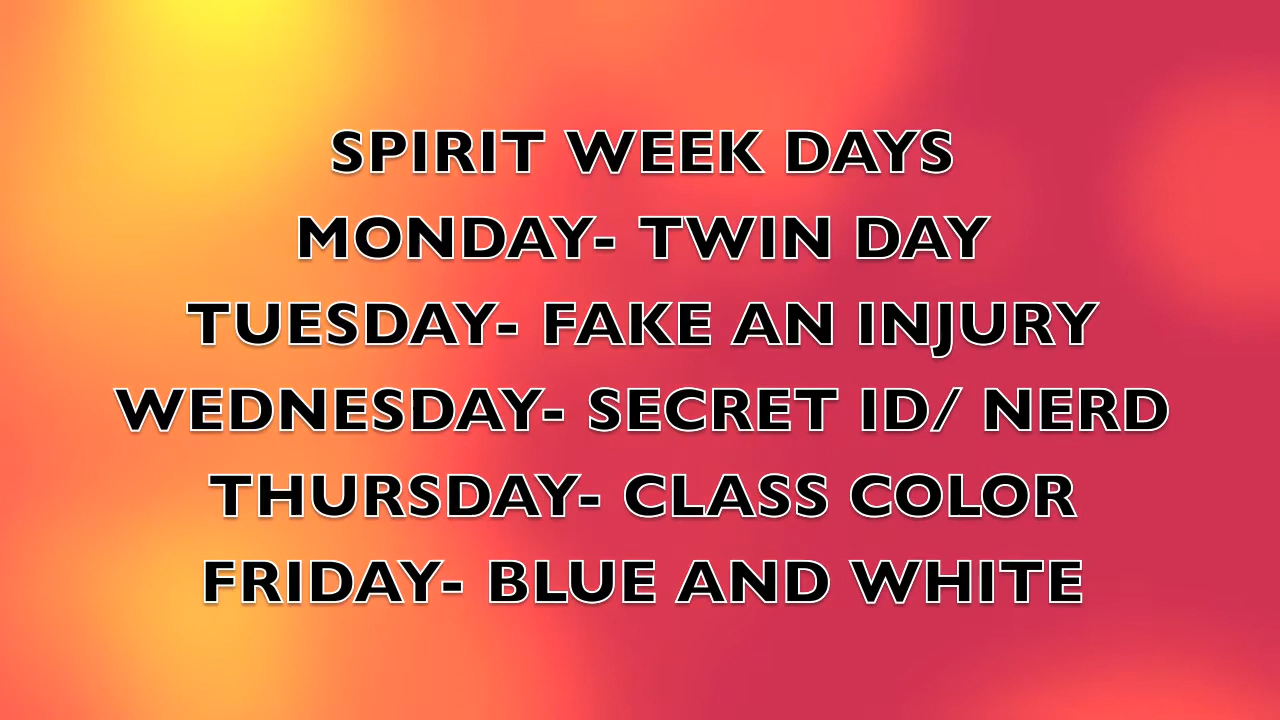 SPIRIT WEEK DAYS
MONDAY- TWIN DAY
TUESDAY- FAKE AN INJURY
WEDNESDAY- SECRET ID/ NERD
THURSDAY- CLASS COLOR
FRIDAY- BLUE AND WHITE